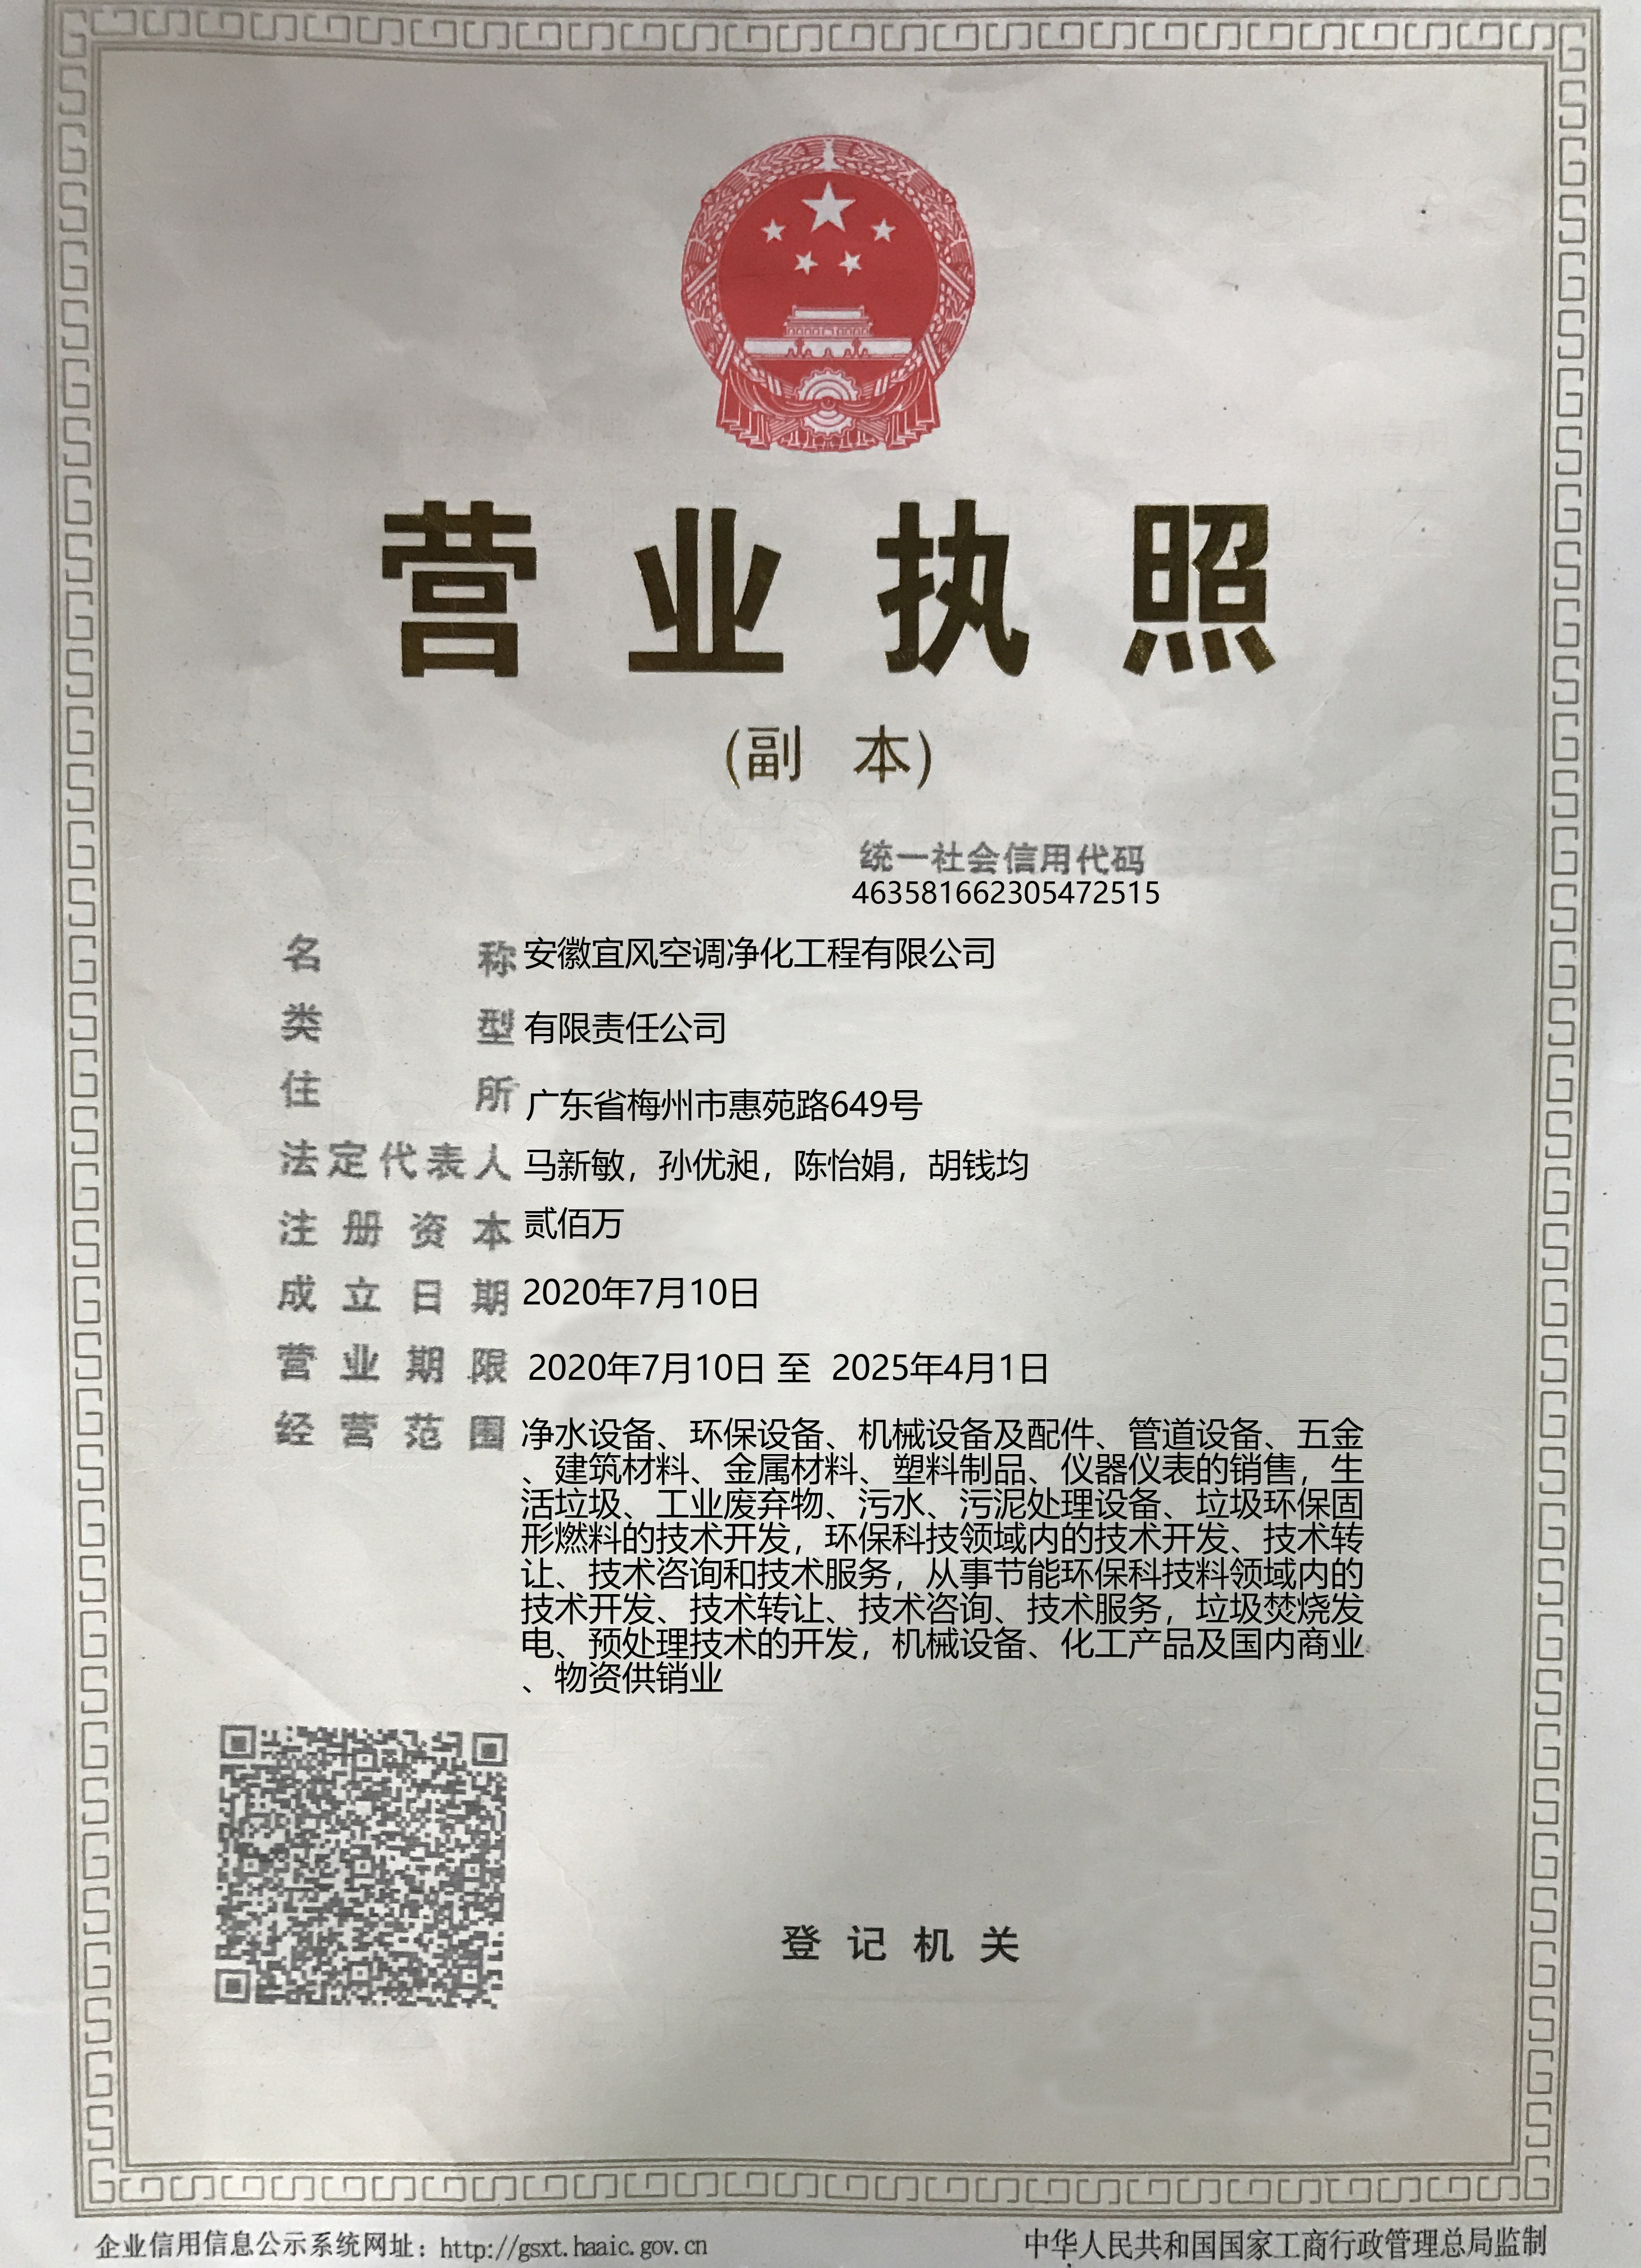 营业执照
(副 本)
统一社会信用代码
463581662305472515
名 称 安徽宜风空调净化工程有限公司
类 型 有限责任公司
住 所 广东省梅州市惠苑路649号
法定代表人 马新敏，孙优昶，陈怡娟，胡钱均
注册资本 贰佰万
成立日期 2020年7月10日
营业期限 2020年7月10日 至 2025年4月1日
经营范围 净水设备、环保设备、机械设备及配件、管道设备、五金
、建筑材料、金属材料、塑料制品、仪器仪表的销售，生
活垃圾、工业废弃物、污水、污泥处理设备、垃圾环保固
形燃料的技术开发，环保科技领域内的技术开发、技术转
让、技术咨询和技术服务，从事节能环保科技料领域内的
技术开发、技术转让、技术咨询、技术服务，垃圾焚烧发
电、预处理技术的开发，机械设备、化工产品及国内商业
、物资供销业
登记机关
企业信用信息公示系统网址：http://gsxt.haaic.gov.cn
中华人民共和国国家工商行政管理总局监制